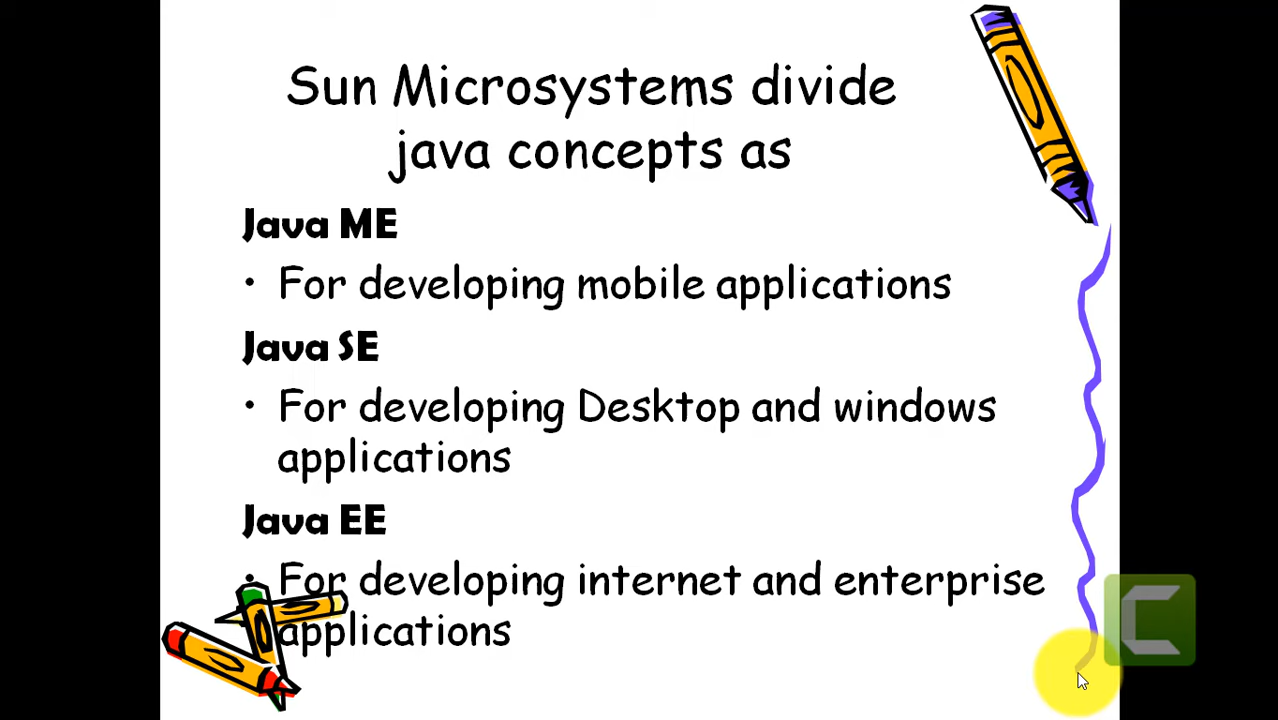 Sun Microsystems divide
java concepts as
Java ME
• For developing mobile applications
Java SE
• For developing Desktop and windows
applications
Java EE
• For developing internet and enterprise
applications